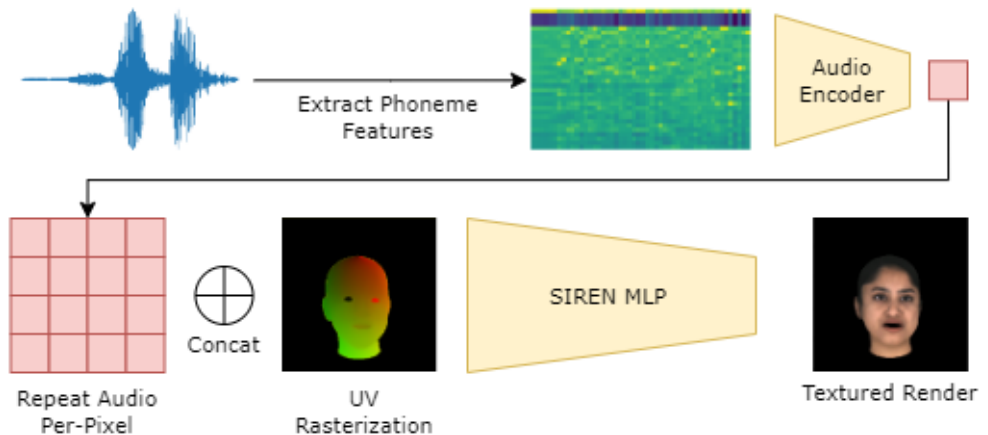 Extract Phoneme
Features
Audio
Encoder
Concat
SIREN MLP
Repeat Audio
Per-Pixel
UV
Rasterization
Textured Render